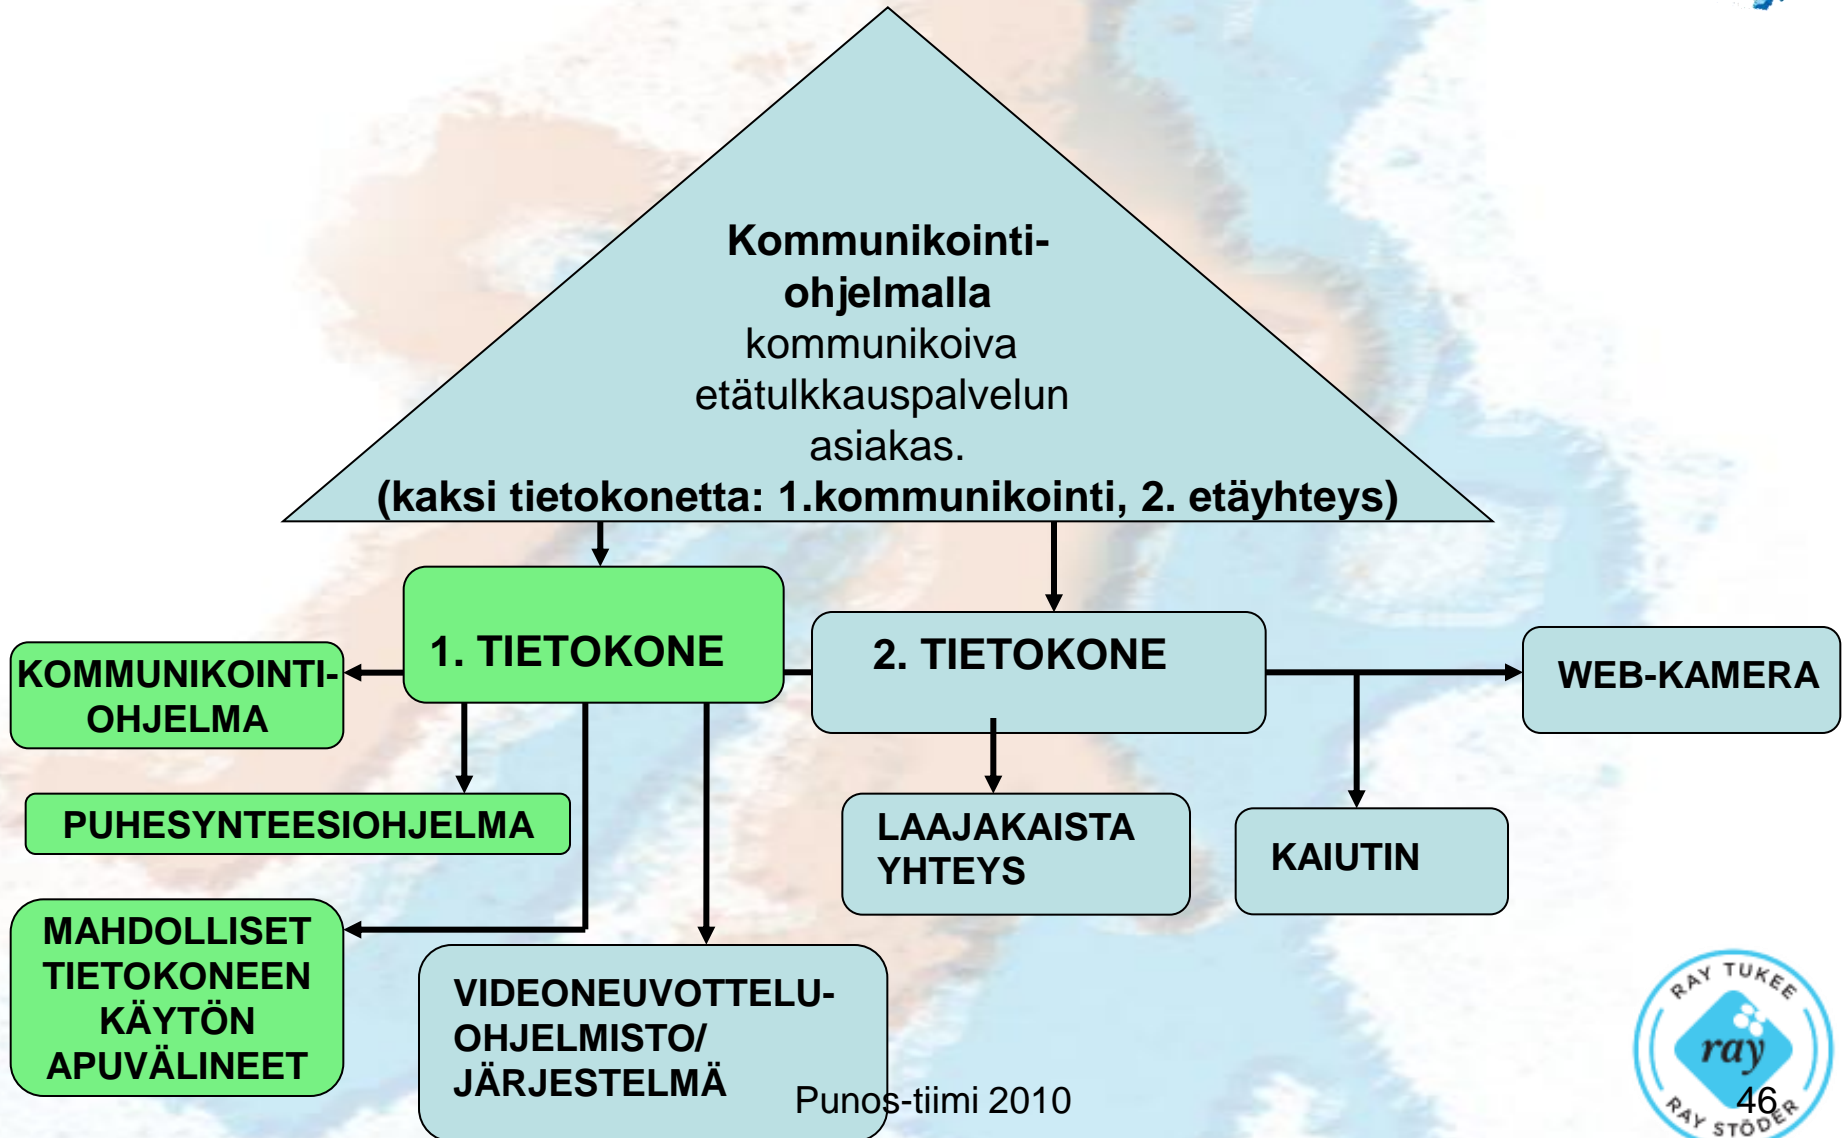 Kommunikointi-
ohjelmalla
kommunikoiva
etätulkkauspalvelun
asiakas.
(kaksi tietokonetta: 1.kommunikointi, 2. etäyhteys)
1. TIETOKONE
2. TIETOKONE
KOMMUNIKOINTI-
OHJELMA
WEB-KAMERA
PUHESYNTEESIOHJELMA
LAAJAKAISTA
YHTEYS
KAIUTIN
MAHDOLLISET
TIETOKONEEN
KÄYTÖN
APUVÄLINEET
VIDEONEUVOTTELU-
OHJELMISTO/
JÄRJESTELMÄ
Punos-tiimi 2010
RAY TUKEE
ray
RAY STÖDER
46